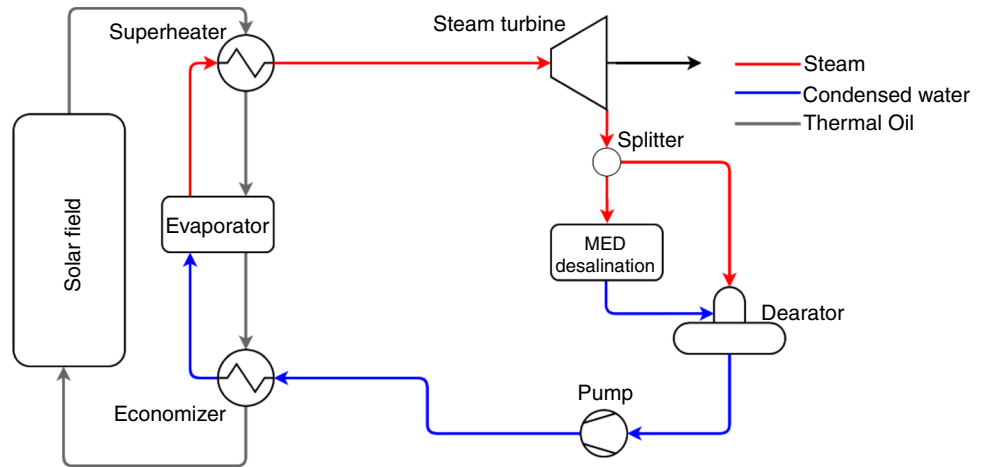 Superheater
Steam turbine
Steam
Condensed water
Thermal Oil
Splitter
Solar field
Evaporator
MED
desalination
Dearator
Economizer
Pump